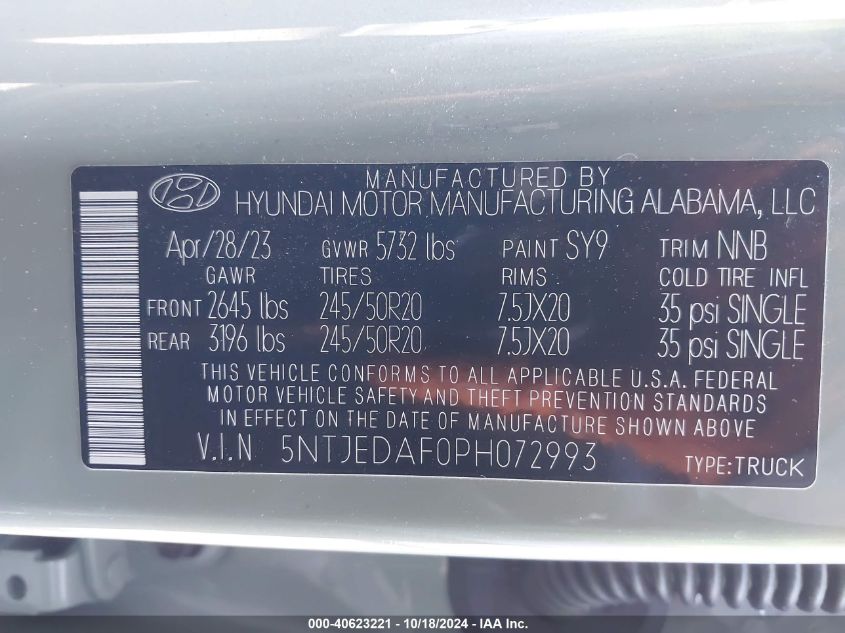 MANUFACTURED BY
HYUNDAI MOTOR MANUFACTURING ALABAMA, LLC
Apr/28/23 GVWR 5732 lbs PAINT SY9 TRIM NNB
GAWR TIRES RIMS COLD TIRE INFL
FRONT 2645 lbs 245/50R20 7.5JX20 35 psi SINGLE
REAR 3196 lbs 245/50R20 7.5JX20 35 psi SINGLE
THIS VEHICLE CONFORMS TO ALL APPLICABLE U.S.A. FEDERAL
MOTOR VEHICLE SAFETY AND THEFT PREVENTION STANDARDS
IN EFFECT ON THE DATE OF MANUFACTURE SHOWN ABOVE
V.I.N 5NTJEDAF0PH072993 TYPE:TRUCK
000-40623221 - 10/18/2024 - IAA Inc.